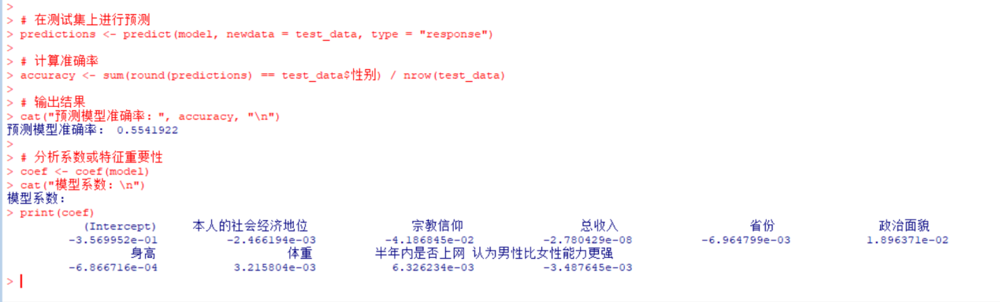 >
> # 在测试集上进行预测
> predictions <- predict(model, newdata = test_data, type = "response")
>
> # 计算准确率
> accuracy <- sum(round(predictions) == test_data$性别) / nrow(test_data)
>
> # 输出结果
> cat("预测模型准确率：", accuracy, "\n")
预测模型准确率： 0.5541922
>
> # 分析系数或特征重要性
> coef <- coef(model)
> cat("模型系数：\n")
模型系数：
> print(coef)
(Intercept) 本人的社会经济地位 宗教信仰 总收入 省份 政治面貌
-3.569952e-01 -2.466194e-03 -4.186845e-02 -2.780429e-08 -6.964799e-03 1.896371e-02
身高 体重 半年内是否上网 认为男性比女性能力更强
-6.866716e-04 3.215804e-03 6.326234e-03 -3.487645e-03
>